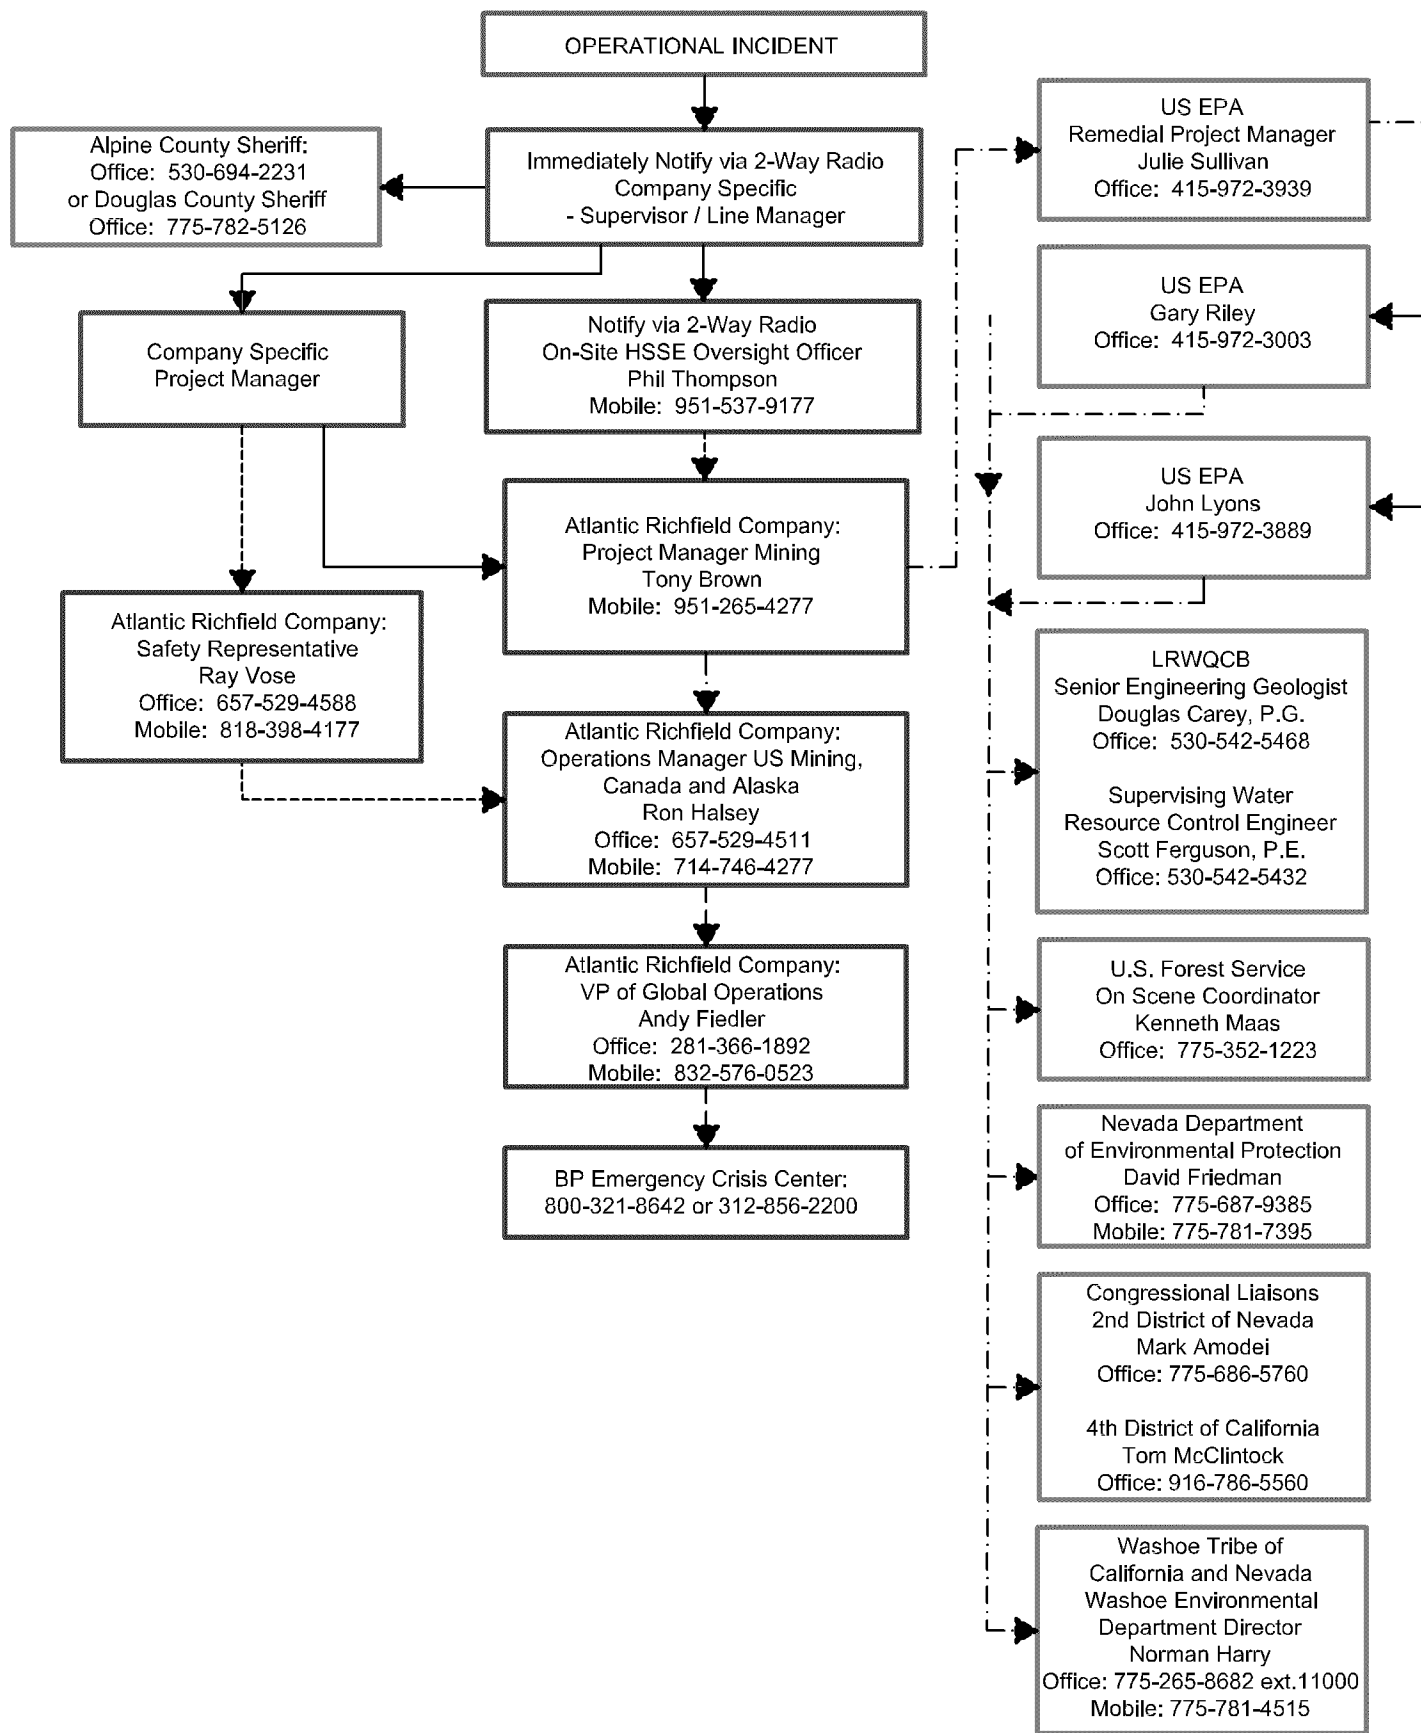 OPERATIONAL INCIDENT
Alpine County Sheriff:
Office: 530-694-2231
or Douglas County Sheriff
Office: 775-782-5126
Immediately Notify via 2-Way Radio
Company Specific
- Supervisor / Line Manager
Company Specific
Project Manager
Notify via 2-Way Radio
On-Site HSSE Oversight Officer
Phil Thompson
Mobile: 951-537-9177
Atlantic Richfield Company:
Project Manager Mining
Tony Brown
Mobile: 951-265-4277
Atlantic Richfield Company:
Safety Representative
Ray Vose
Office: 657-529-4588
Mobile: 818-398-4177
Atlantic Richfield Company:
Operations Manager US Mining,
Canada and Alaska
Ron Halsey
Office: 657-529-4511
Mobile: 714-746-4277
Atlantic Richfield Company:
VP of Global Operations
Andy Fiedler
Office: 281-366-1892
Mobile: 832-576-0523
BP Emergency Crisis Center:
800-321-8642 or 312-856-2200
US EPA
Remedial Project Manager
Julie Sullivan
Office: 415-972-3939
US EPA
Gary Riley
Office: 415-972-3003
US EPA
John Lyons
Office: 415-972-3889
LRWQCB
Senior Engineering Geologist
Douglas Carey, P.G.
Office: 530-542-5468
Supervising Water
Resource Control Engineer
Scott Ferguson, P.E.
Office: 530-542-5432
U.S. Forest Service
On Scene Coordinator
Kenneth Maas
Office: 775-352-1223
Nevada Department
of Environmental Protection
David Friedman
Office: 775-687-9385
Mobile: 775-781-7395
Congressional Liaisons
2nd District of Nevada
Mark Amodei
Office: 775-686-5760
4th District of California
Tom McClintock
Office: 916-786-5560
Washoe Tribe of
California and Nevada
Washoe Environmental
Department Director
Norman Harry
Office: 775-265-8682 ext.11000
Mobile: 775-781-4515